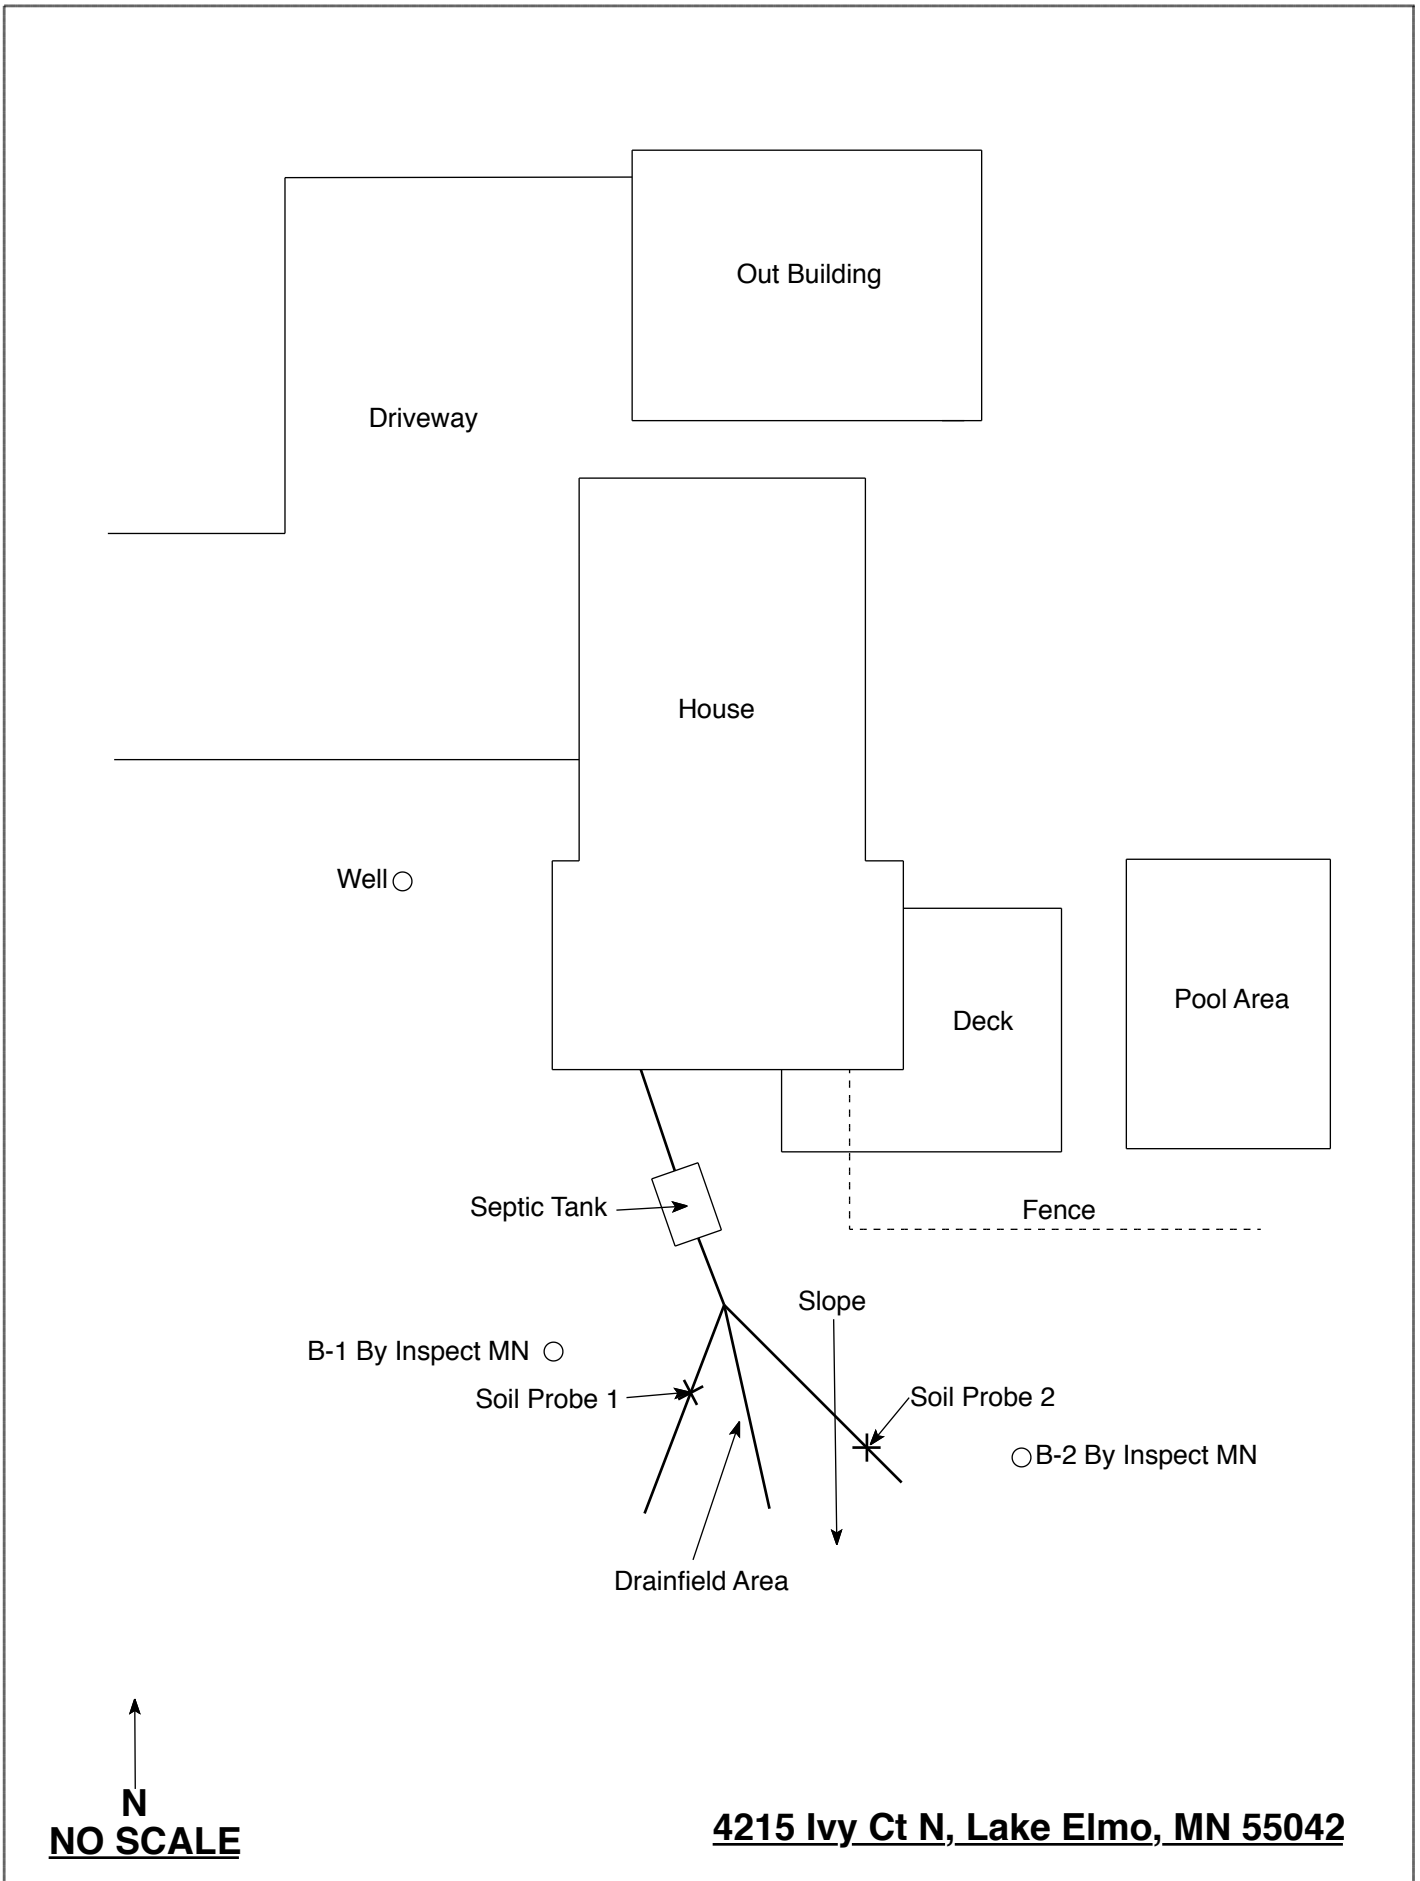 Out Building
Driveway
House
Well
Pool Area
Deck
Septic Tank
Fence
Slope
B-1 By Inspect MN
Soil Probe 1
Soil Probe 2
B-2 By Inspect MN
Drainfield Area
N
NO SCALE
4215 Ivy Ct N, Lake Elmo, MN 55042